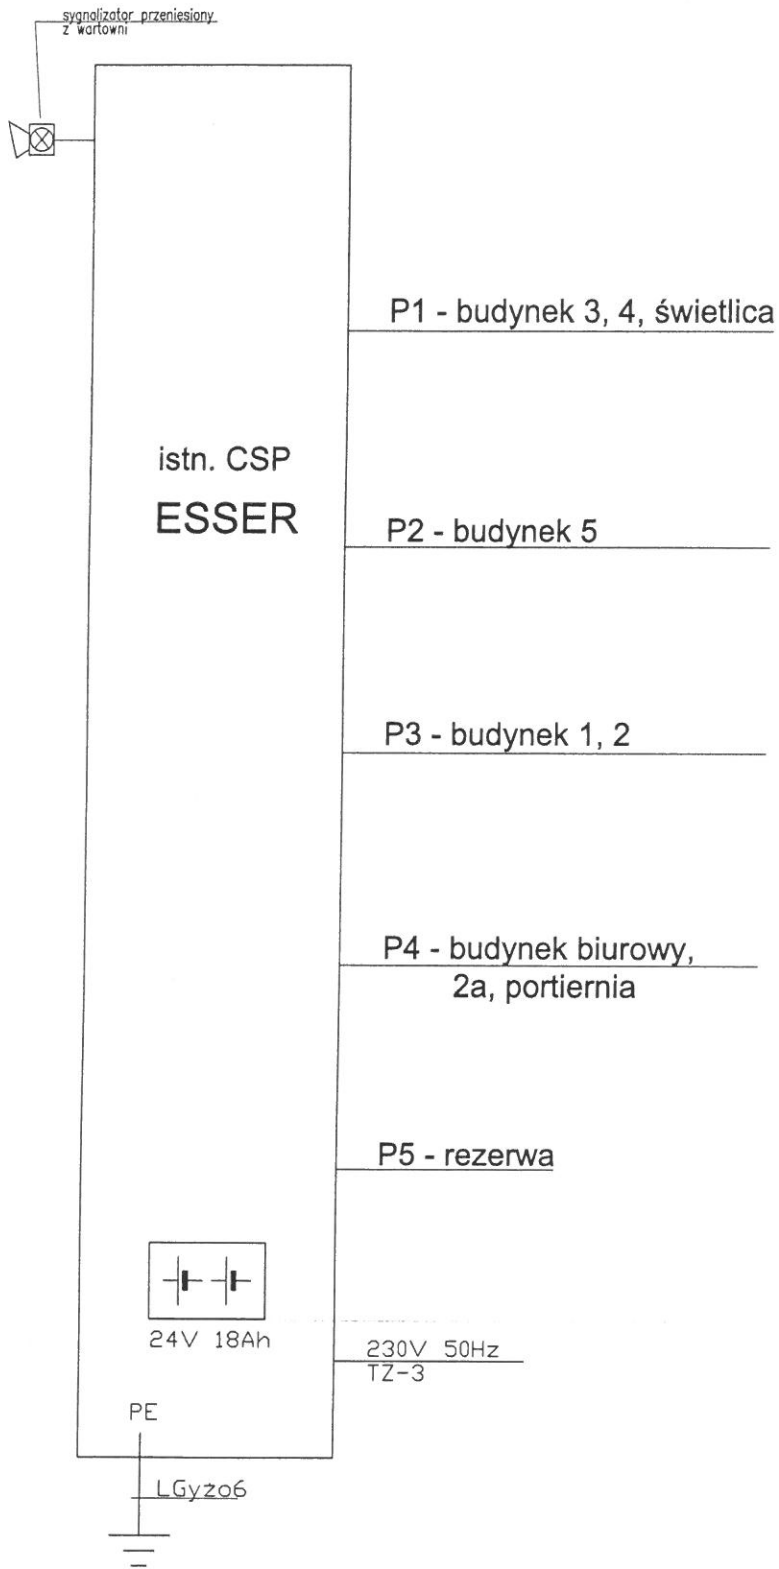 sygnalizator przeniesiony
z wartowni
P1 - budynek 3, 4, świetlica
istn. CSP
ESSER
P2 - budynek 5
P3 - budynek 1, 2
P4 - budynek biurowy,
2a, portiernia
P5 - rezerwa
24V 18Ah
230V 50Hz
TZ-3
PE
LGyżo6